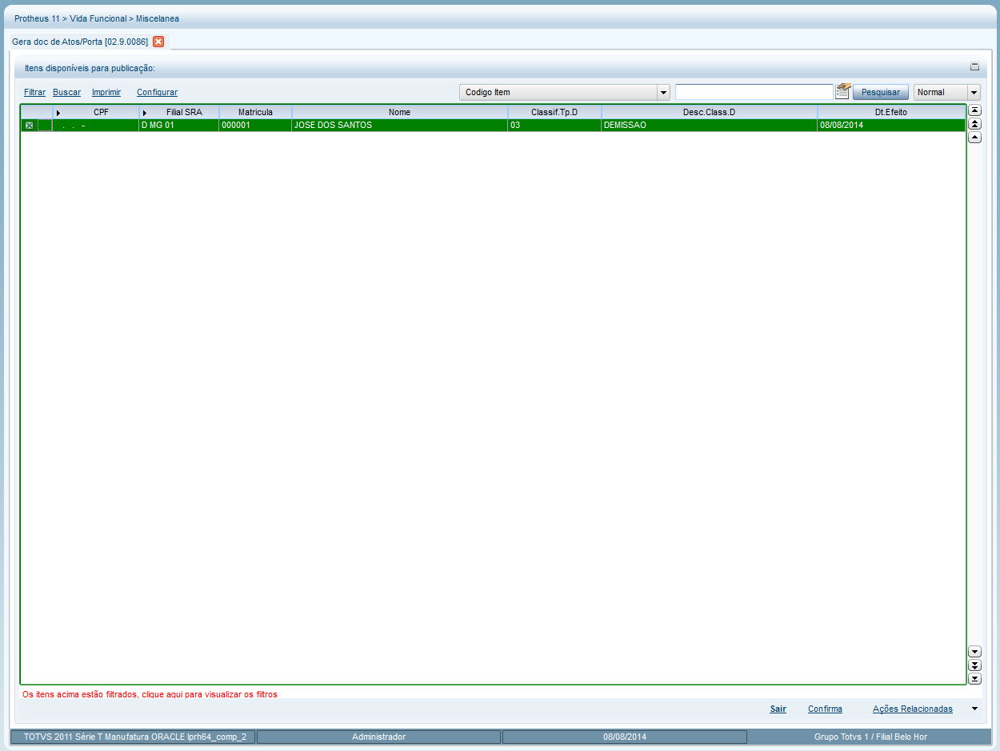 Protheus 11 > Vida Funcional > Miscelanea
Gera doc de Atos/Porta [02.9.0086]
Itens disponíveis para publicação:
Filtrar Buscar Imprimir Configurar Codigo Item Pesquisar Normal
CPF Filial SRA Matricula Nome Classif.Tp.D Desc.Class.D Dt.Efeito
. . - D MG 01 000001 JOSE DOS SANTOS 03 DEMISSAO 08/08/2014
Os itens acima estão filtrados, clique aqui para visualizar os filtros
Sair Confirma Ações Relacionadas
TOTVS 2011 Série T Manufatura ORACLE lprh64_comp_2 Administrador 08/08/2014 Grupo Totvs 1 / Filial Belo Hor